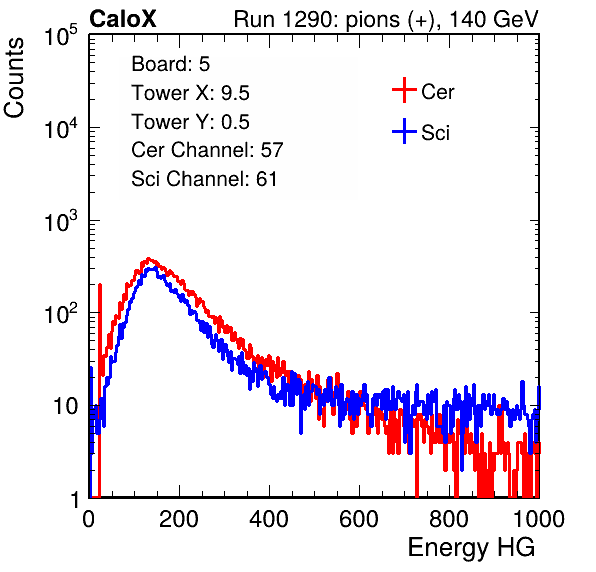 CaloX Run 1290: pions (+), 140 GeV
Counts
10^5
10^4
10^3
10^2
10
1
Board: 5
Tower X: 9.5
Tower Y: 0.5
Cer Channel: 57
Sci Channel: 61
Cer
Sci
0 200 400 600 800 1000
Energy HG